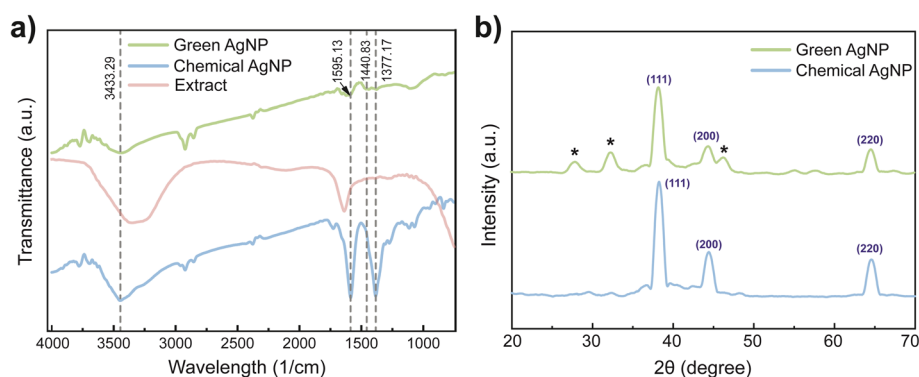 a)
Green AgNP
Chemical AgNP
Extract
3433.29
1595.13
1440.83
1377.17
Transmittance (a.u.)
4000 3500 3000 2500 2000 1500 1000
Wavelength (1/cm)
b)
Green AgNP
Chemical AgNP
(111)
(200)
(220)
* * *
(111)
(200)
(220)
Intensity (a.u.)
20 30 40 50 60 70
2θ (degree)